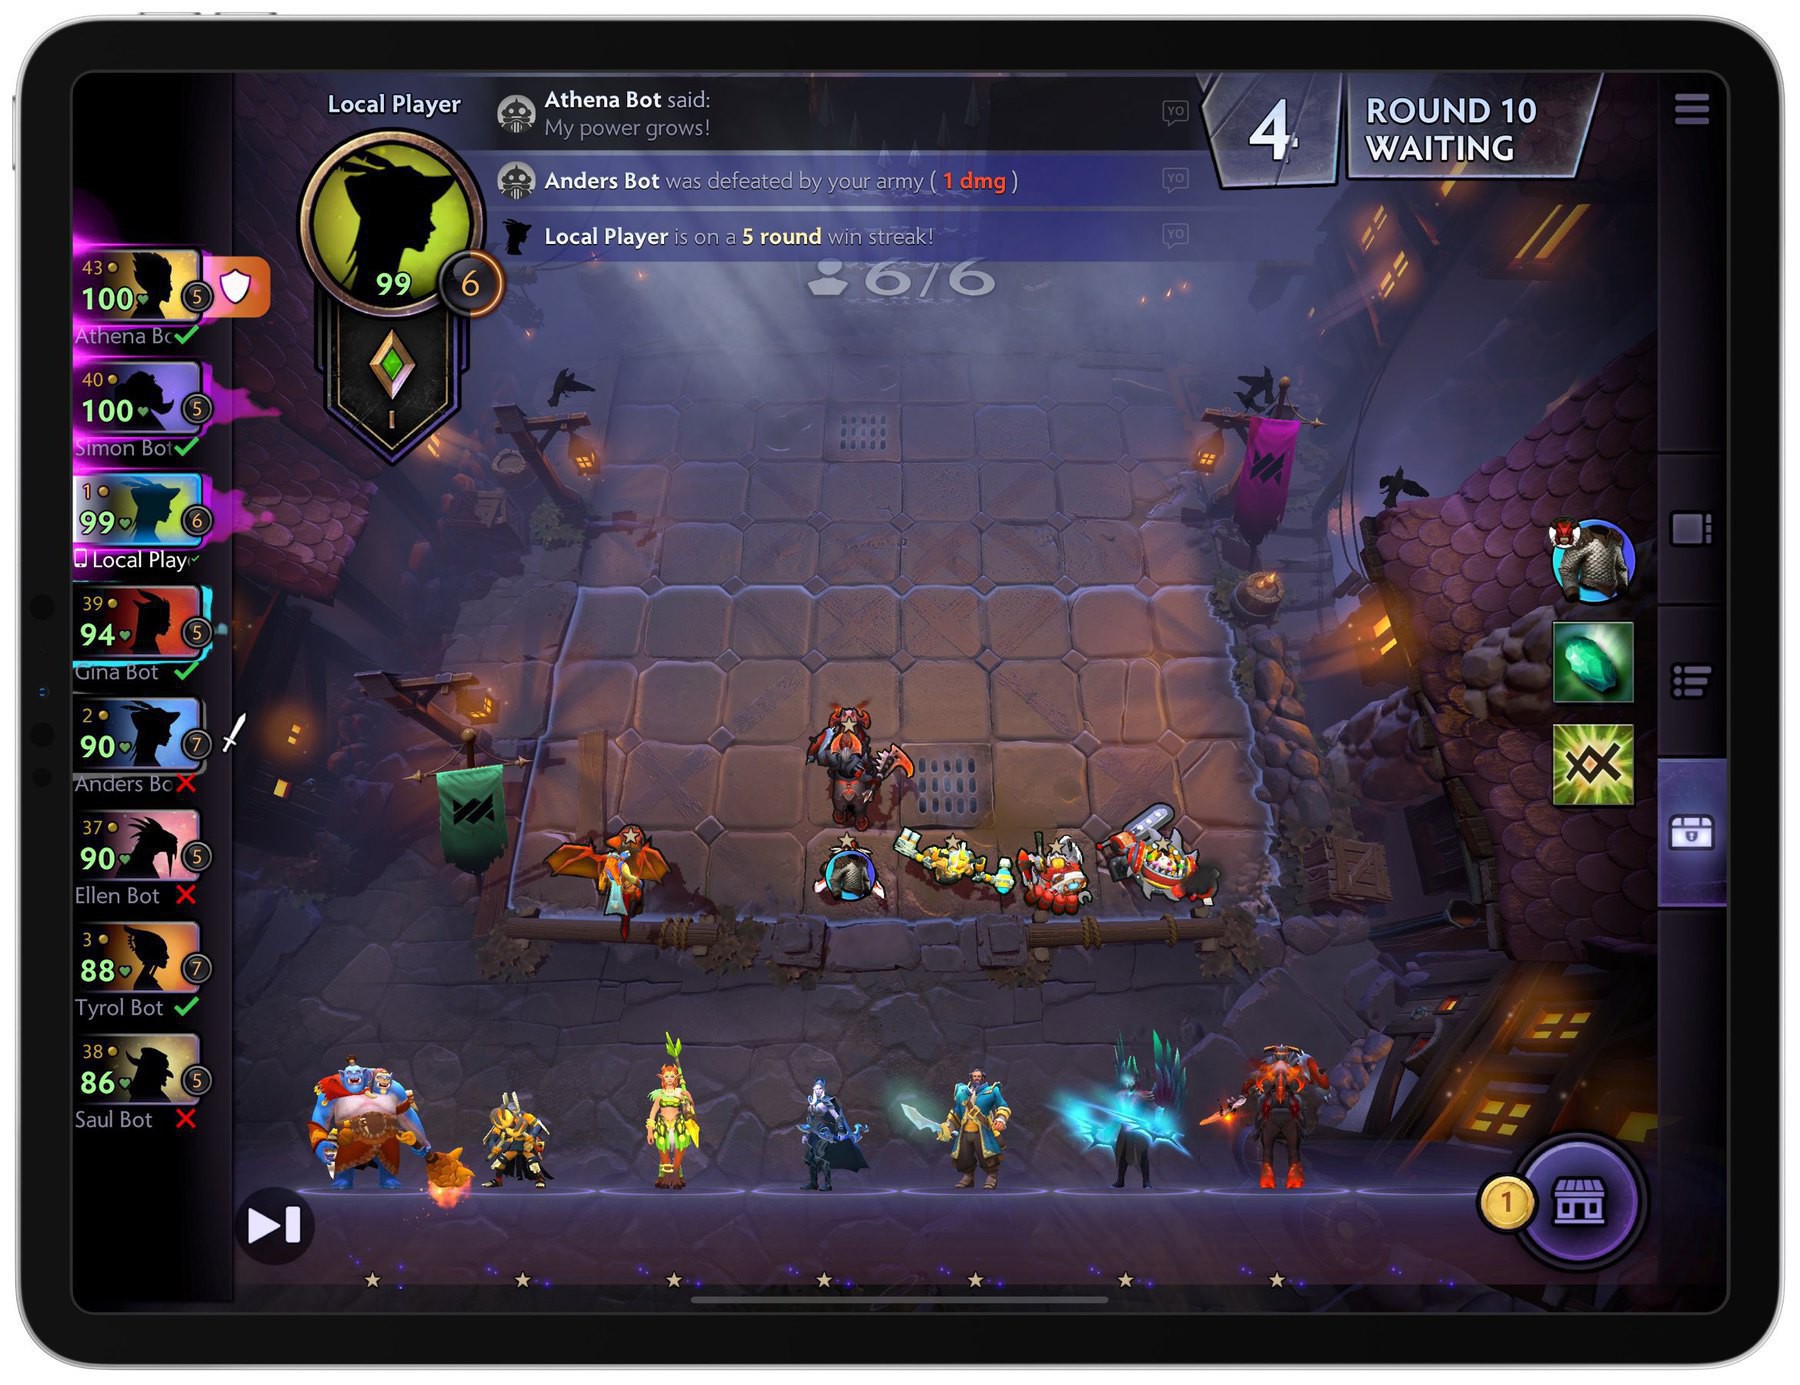 Local Player
99
6
I
Athena Bot said:
My power grows!
YO
Anders Bot was defeated by your army ( 1 dmg )
YO
Local Player is on a 5 round win streak!
YO
6/6
4
ROUND 10
WAITING
43
100
5
Athena Bo
40
100
5
Simon Bot
1
99
6
Local Play
39
94
5
Gina Bot
2
90
7
Anders Bo
37
90
5
Ellen Bot
3
88
7
Tyrol Bot
38
86
5
Saul Bot
1